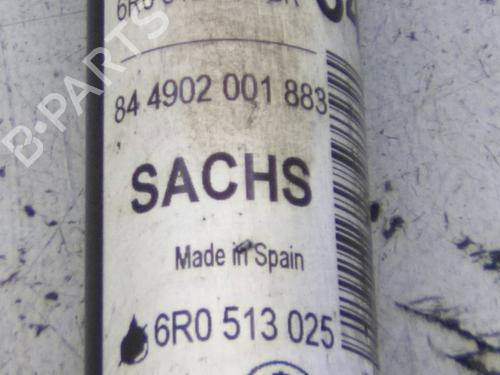 84 4902 001 883
SACHS
Made in Spain
6R0 513 025
B-PARTS